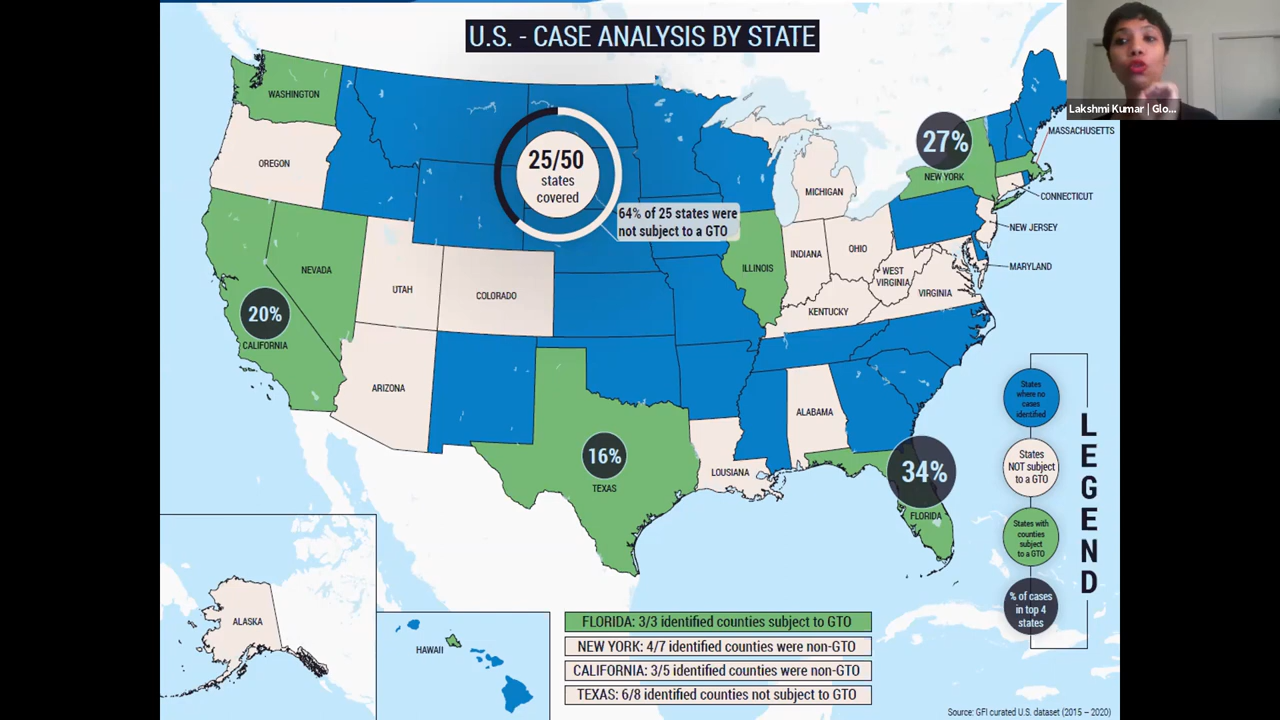 U.S. - CASE ANALYSIS BY STATE
Lakshmi Kumar | Glo...
WASHINGTON
OREGON
25/50
states
covered
64% of 25 states were
not subject to a GTO
27%
NEW YORK
MASSACHUSETTS
CONNECTICUT
NEW JERSEY
MARYLAND
MICHIGAN
NEVADA
UTAH
COLORADO
ILLINOIS
INDIANA
OHIO
WEST
VIRGINIA
VIRGINIA
KENTUCKY
20%
CALIFORNIA
ARIZONA
ALABAMA
16%
TEXAS
LOUSIANA
34%
FLORIDA
ALASKA
HAWAII
LEGEND
States
where no
cases
identified
States
NOT subject
to a GTO
States with
counties
subject
to a GTO
% of cases
in top 4
states
FLORIDA: 3/3 identified counties subject to GTO
NEW YORK: 4/7 identified counties were non-GTO
CALIFORNIA: 3/5 identified counties were non-GTO
TEXAS: 6/8 identified counties not subject to GTO
Source: GFI curated U.S. dataset (2015 – 2020)